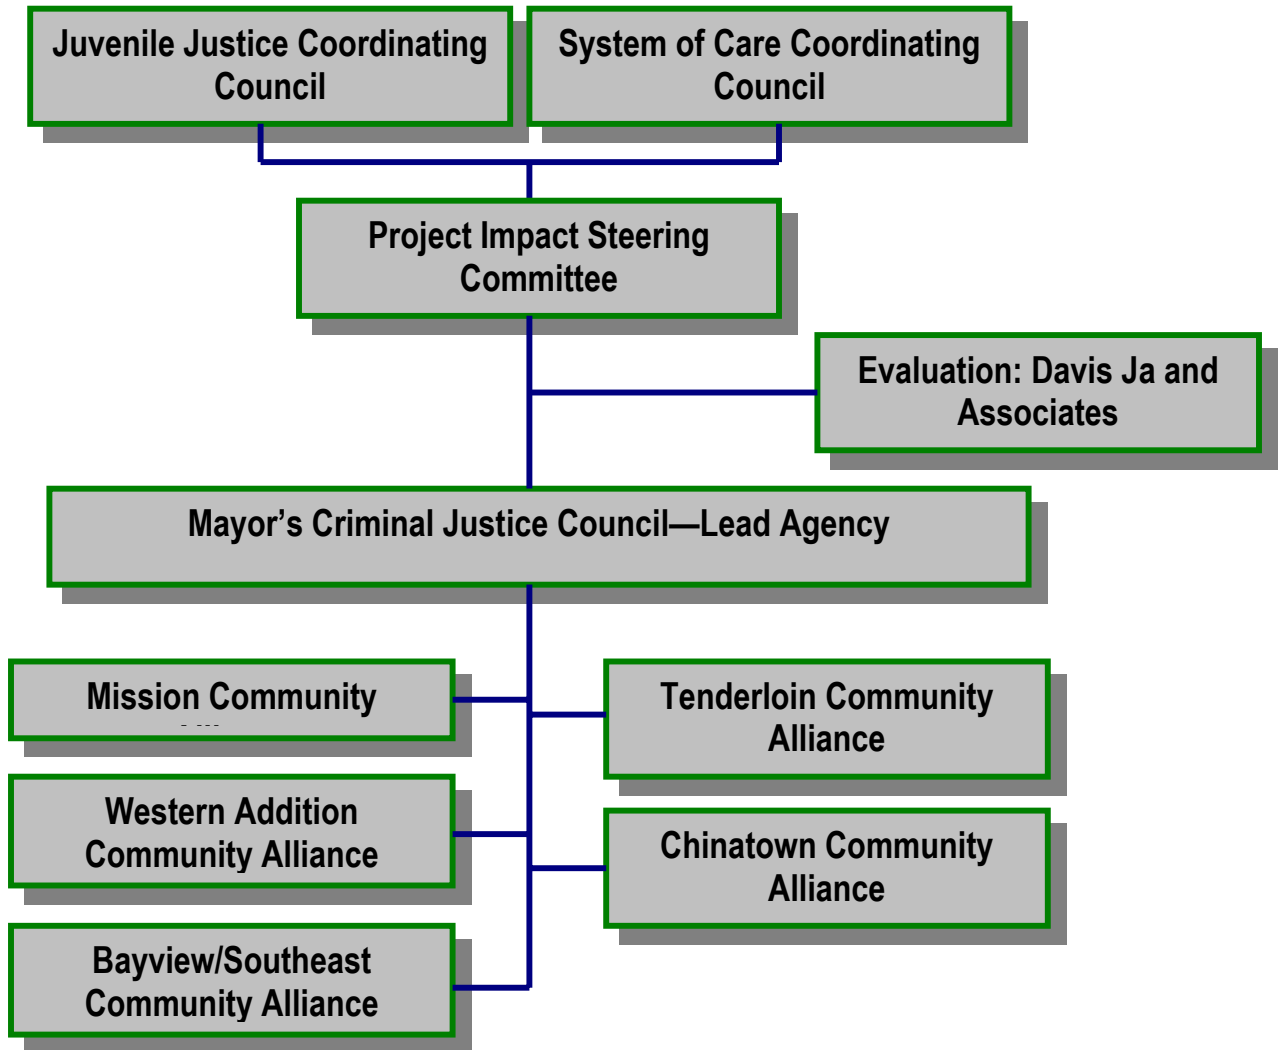 Juvenile Justice Coordinating
Council
System of Care Coordinating
Council
Project Impact Steering
Committee
Evaluation: Davis Ja and
Associates
Mayor’s Criminal Justice Council—Lead Agency
Mission Community
Tenderloin Community
Alliance
Western Addition
Community Alliance
Chinatown Community
Alliance
Bayview/Southeast
Community Alliance